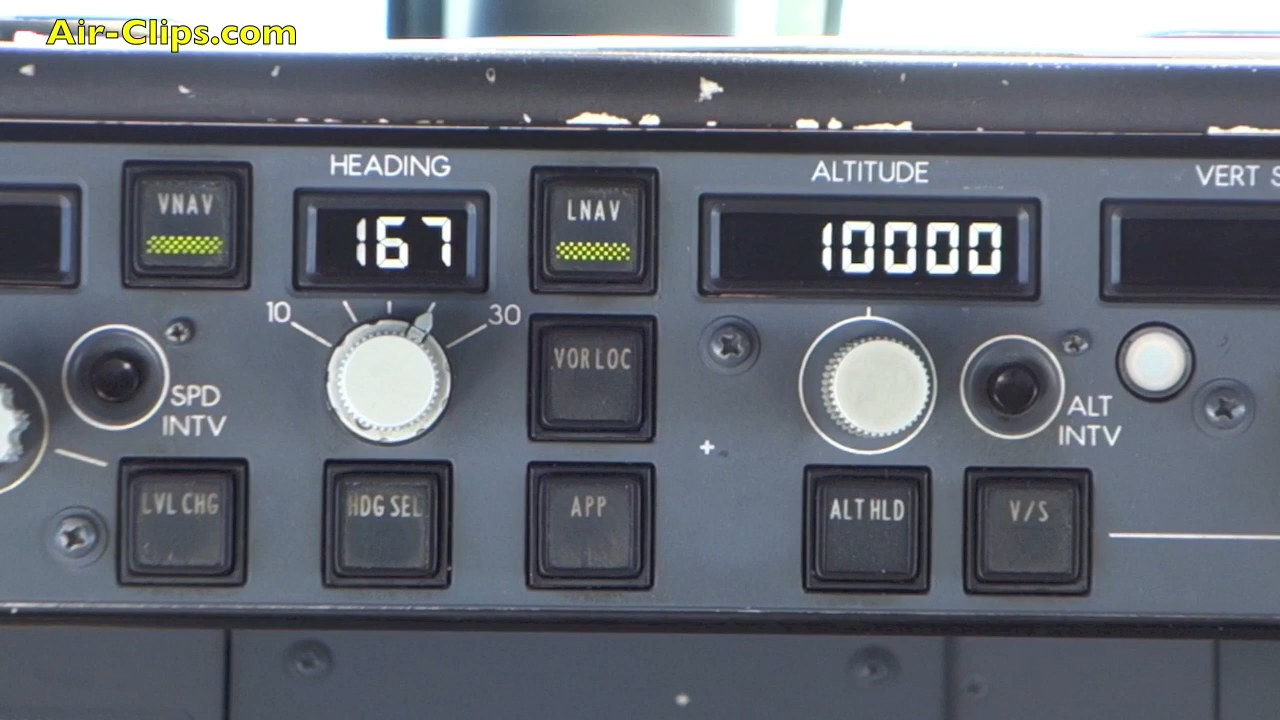 Air-Clips.com
HEADING
ALTITUDE
VERT S
VNAV
167
LNAV
10000
10
30
VOR LOC
SPD
INTV
ALT
INTV
LVL CHG
HDG SEL
APP
ALT HLD
V/S